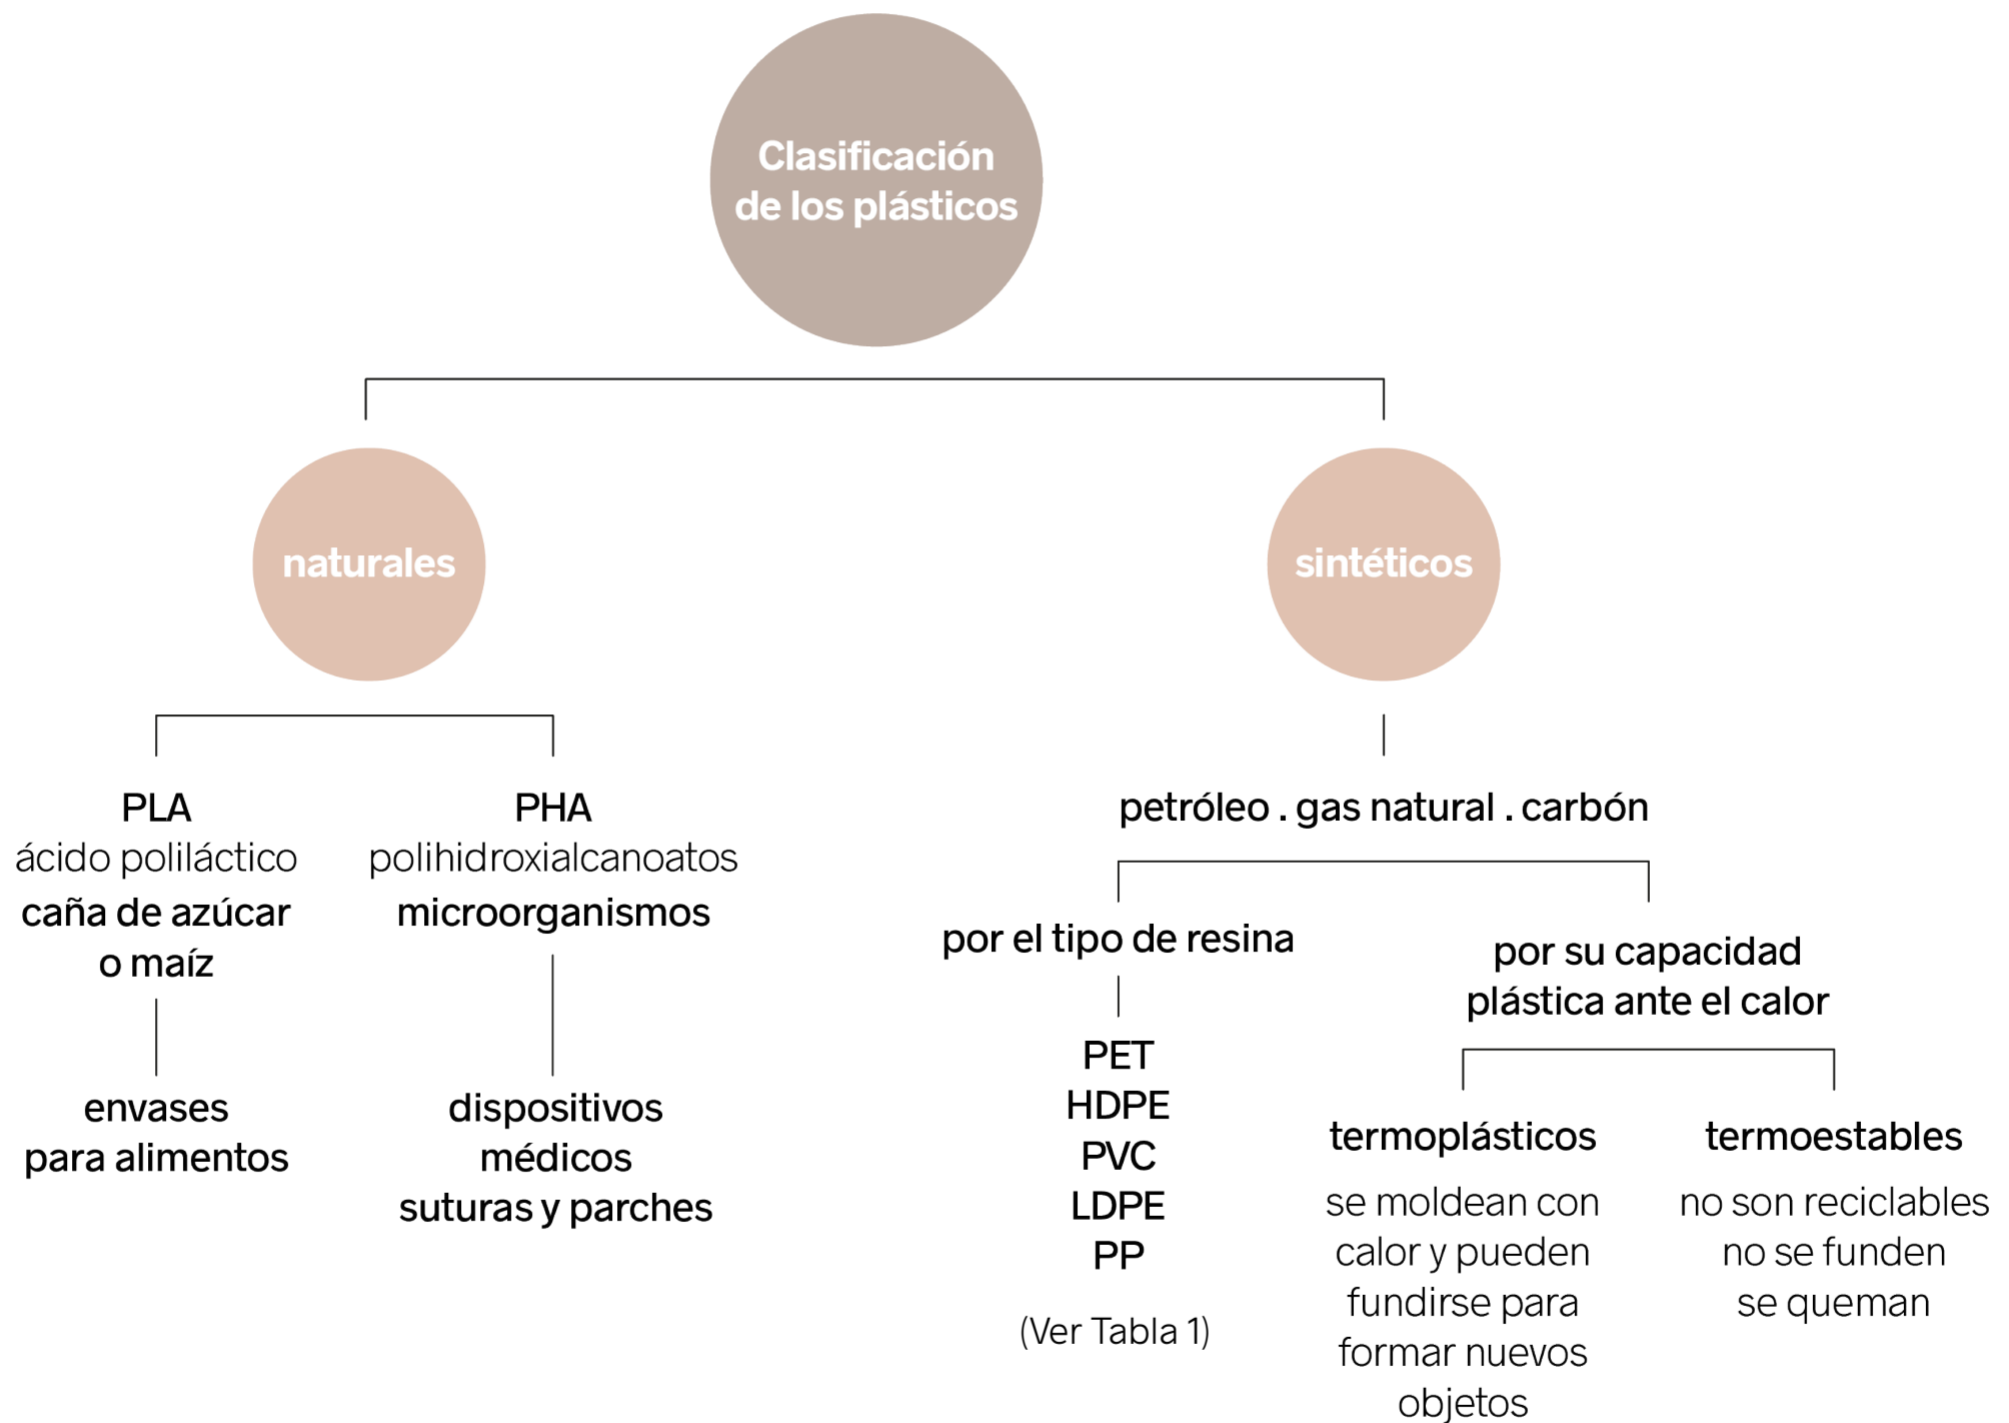 Clasificación
de los plásticos
naturales
sintéticos
PLA
ácido poliláctico
caña de azúcar
o maíz
envases
para alimentos
PHA
polihidroxialcanoatos
microorganismos
dispositivos
médicos
suturas y parches
petróleo . gas natural . carbón
por el tipo de resina
PET
HDPE
PVC
LDPE
PP
(Ver Tabla 1)
por su capacidad
plástica ante el calor
termoplásticos
se moldean con
calor y pueden
fundirse para
formar nuevos
objetos
termoestables
no son reciclables
no se funden
se queman